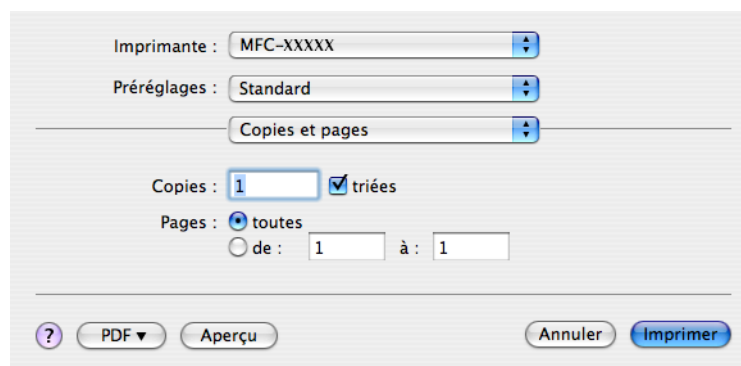 Imprimante : MFC-XXXXX
Préréglages : Standard
Copies et pages
Copies : 1 triées
Pages : toutes
de : 1 à : 1
? PDF ▼ Aperçu Annuler Imprimer